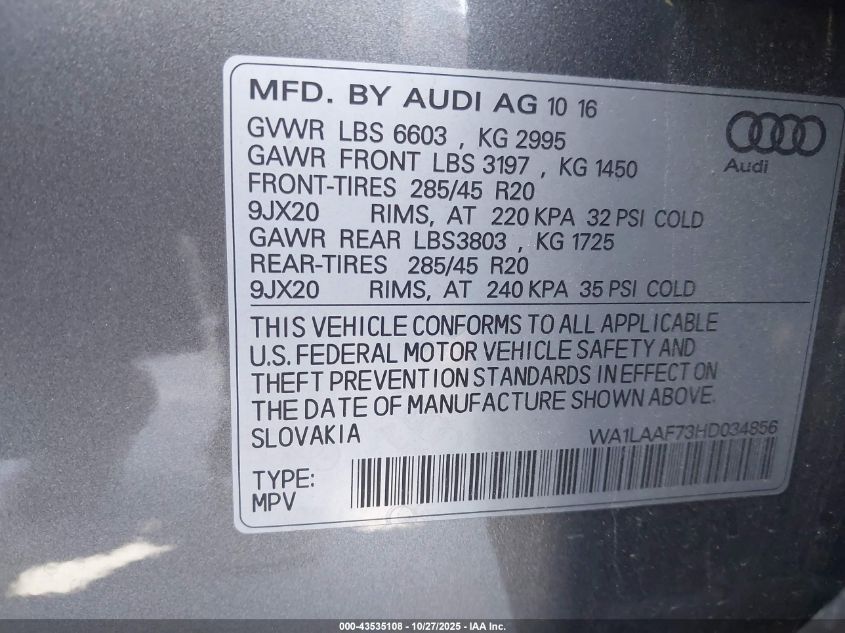 MFD. BY AUDI AG 10 16
GVWR LBS 6603 , KG 2995
GAWR FRONT LBS 3197 , KG 1450
FRONT-TIRES 285/45 R20
9JX20 RIMS, AT 220 KPA 32 PSI COLD
GAWR REAR LBS3803 , KG 1725
REAR-TIRES 285/45 R20
9JX20 RIMS, AT 240 KPA 35 PSI COLD
Audi
THIS VEHICLE CONFORMS TO ALL APPLICABLE
U.S. FEDERAL MOTOR VEHICLE SAFETY AND
THEFT PREVENTION STANDARDS IN EFFECT ON
THE DATE OF MANUFACTURE SHOWN ABOVE.
SLOVAKIA WA1LAAF73HD034856
TYPE:
MPV
000-43535108 - 10/27/2025 - IAA Inc.